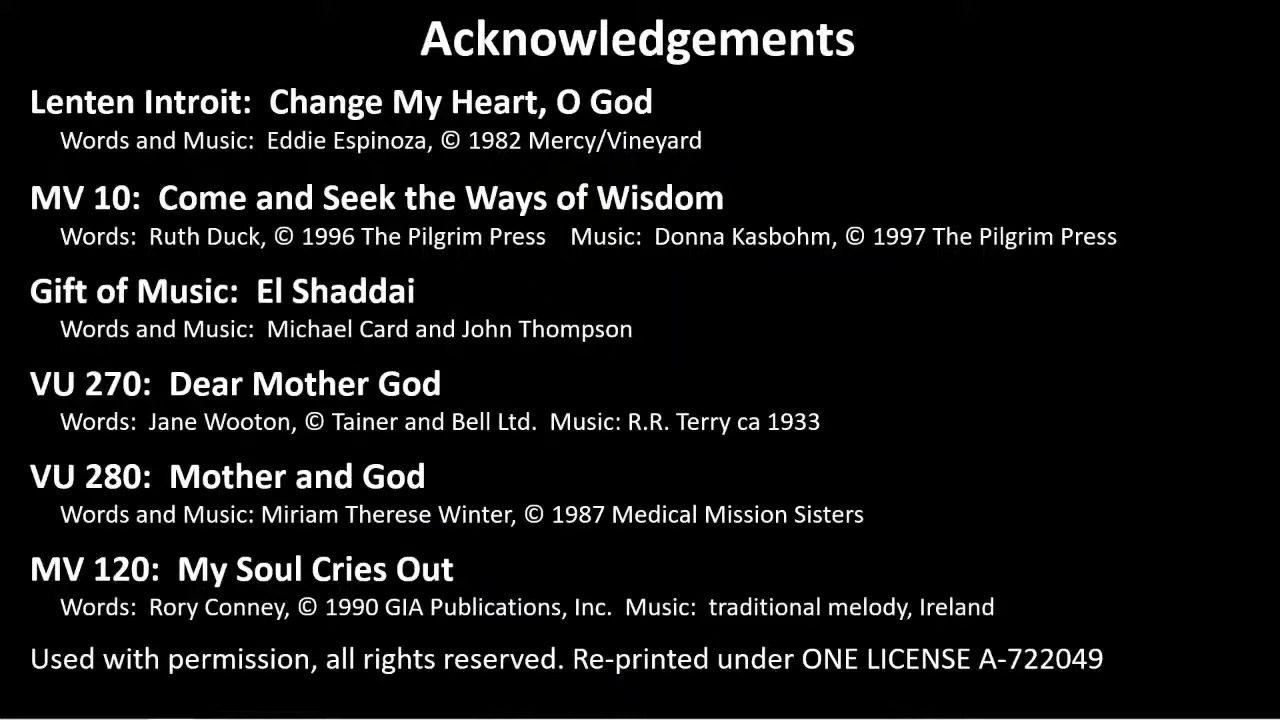 Acknowledgements
Lenten Introit: Change My Heart, O God
Words and Music: Eddie Espinoza, © 1982 Mercy/Vineyard
MV 10: Come and Seek the Ways of Wisdom
Words: Ruth Duck, © 1996 The Pilgrim Press Music: Donna Kasbohm, © 1997 The Pilgrim Press
Gift of Music: El Shaddai
Words and Music: Michael Card and John Thompson
VU 270: Dear Mother God
Words: Jane Wooton, © Tainer and Bell Ltd. Music: R.R. Terry ca 1933
VU 280: Mother and God
Words and Music: Miriam Therese Winter, © 1987 Medical Mission Sisters
MV 120: My Soul Cries Out
Words: Rory Conney, © 1990 GIA Publications, Inc. Music: traditional melody, Ireland
Used with permission, all rights reserved. Re-printed under ONE LICENSE A-722049